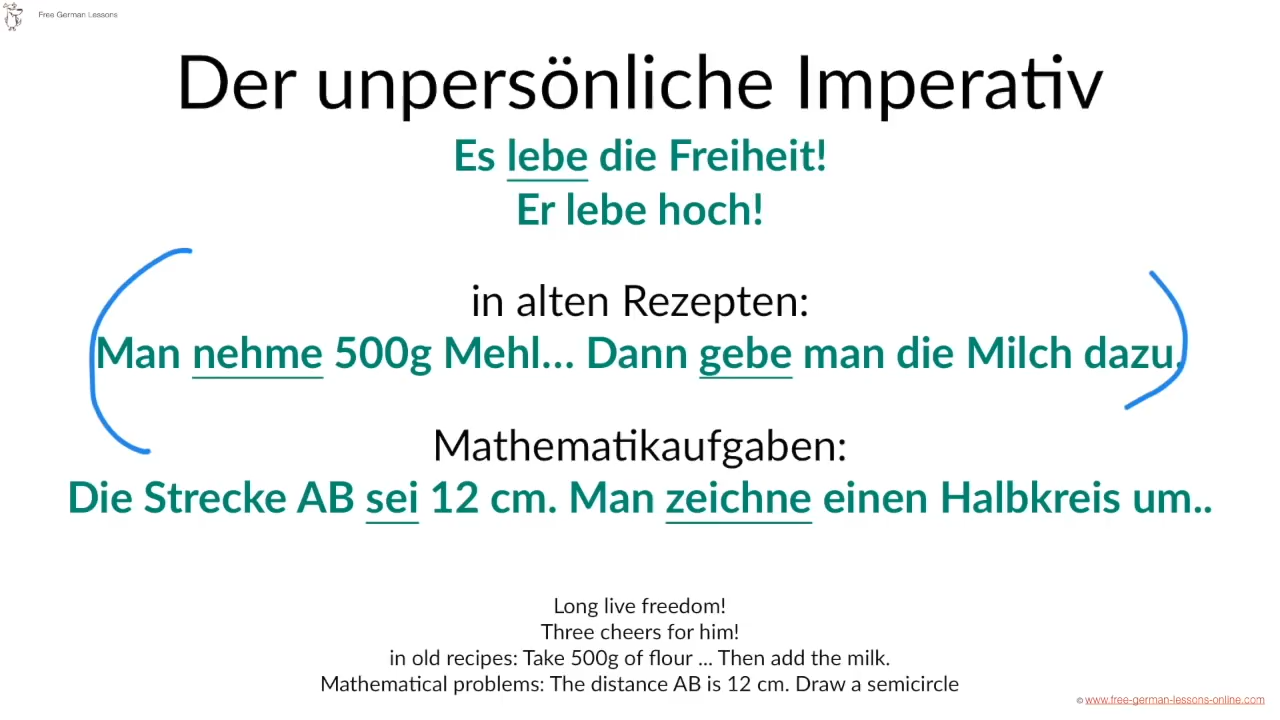 Free German Lessons
Der unpersönliche Imperativ
Es lebe die Freiheit!
Er lebe hoch!
in alten Rezepten:
Man nehme 500g Mehl... Dann gebe man die Milch dazu.
Mathematikaufgaben:
Die Strecke AB sei 12 cm. Man zeichne einen Halbkreis um..
Long live freedom!
Three cheers for him!
in old recipes: Take 500g of flour ... Then add the milk.
Mathematical problems: The distance AB is 12 cm. Draw a semicircle
© www.free-german-lessons-online.com